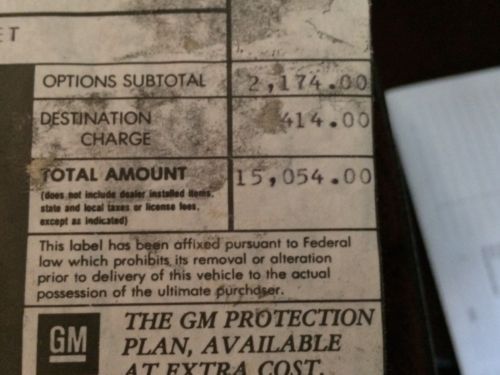 ET
OPTIONS SUBTOTAL 2,174.00
DESTINATION
CHARGE 414.00
TOTAL AMOUNT 15,054.00
(does not include dealer installed items,
state and local taxes or license fees,
except as indicated)
This label has been affixed pursuant to Federal
law which prohibits its removal or alteration
prior to delivery of this vehicle to the actual
possession of the ultimate purchaser.
GM
THE GM PROTECTION
PLAN, AVAILABLE
AT EXTRA COST,